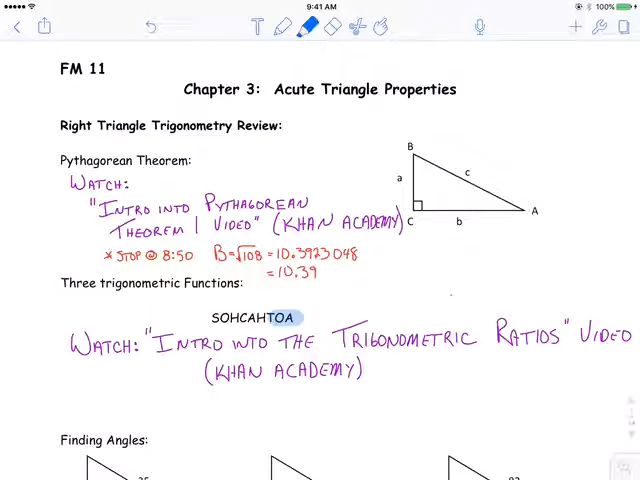 9:41 AM
100%
FM 11
Chapter 3: Acute Triangle Properties
Right Triangle Trigonometry Review:
Pythagorean Theorem:
WATCH:
"INTRO INTO PYTHAGOREAN
THEOREM | VIDEO" (KHAN ACADEMY)
* STOP @ 8:50 B = √108 = 10.3923048
= 10.39
B
a
c
C
b
A
Three trigonometric Functions:
SOHCAHTOA
WATCH: "INTRO INTO THE TRIGONOMETRIC RATIOS" VIDEO
(KHAN ACADEMY)
Finding Angles: